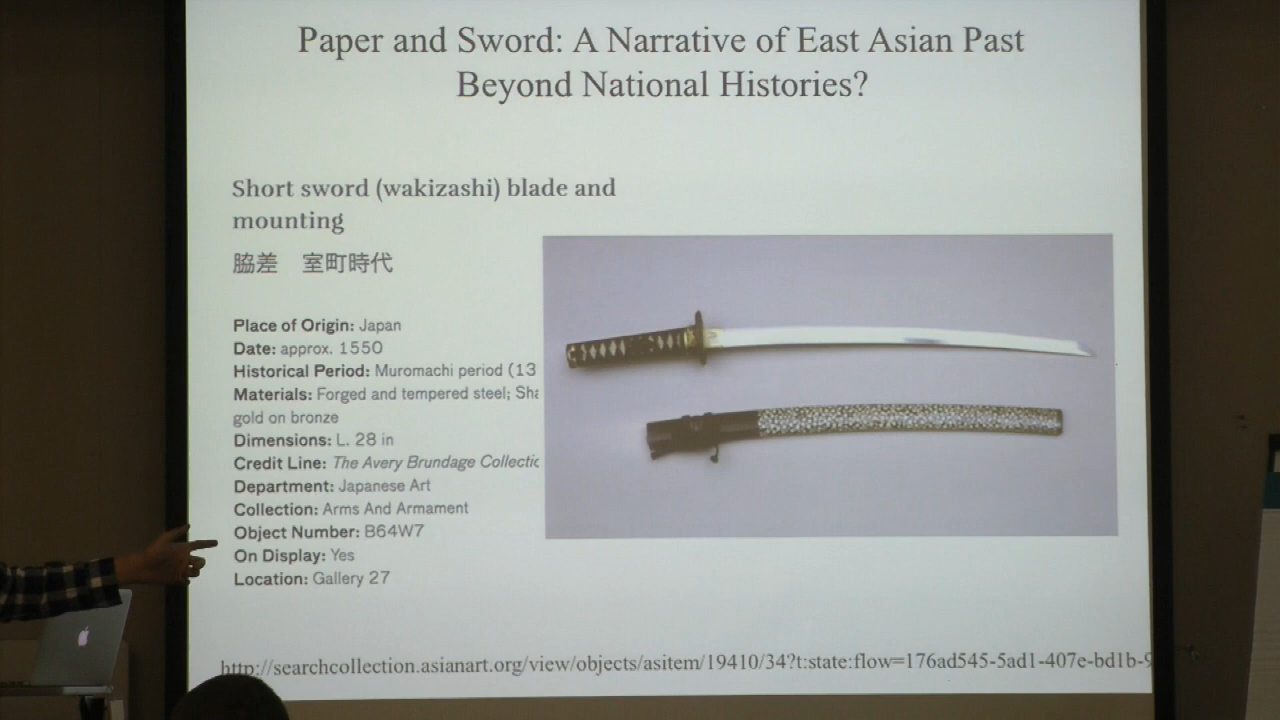 Paper and Sword: A Narrative of East Asian Past
Beyond National Histories?
Short sword (wakizashi) blade and
mounting
脇差 室町時代
Place of Origin: Japan
Date: approx. 1550
Historical Period: Muromachi period (13
Materials: Forged and tempered steel; Sha
gold on bronze
Dimensions: L. 28 in
Credit Line: The Avery Brundage Collectic
Department: Japanese Art
Collection: Arms And Armament
Object Number: B64W7
On Display: Yes
Location: Gallery 27
http://searchcollection.asianart.org/view/objects/asitem/19410/34?t:state:flow=176ad545-5ad1-407e-bd1b-9